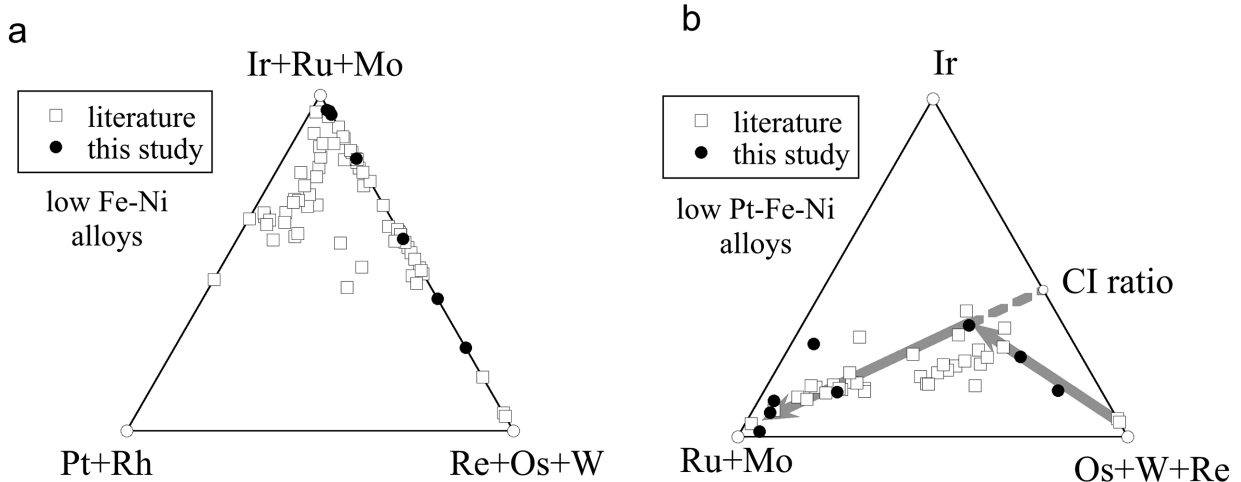 a
Ir+Ru+Mo
literature
this study
low Fe-Ni
alloys
Pt+Rh
Re+Os+W
b
Ir
literature
this study
low Pt-Fe-Ni
alloys
CI ratio
Ru+Mo
Os+W+Re